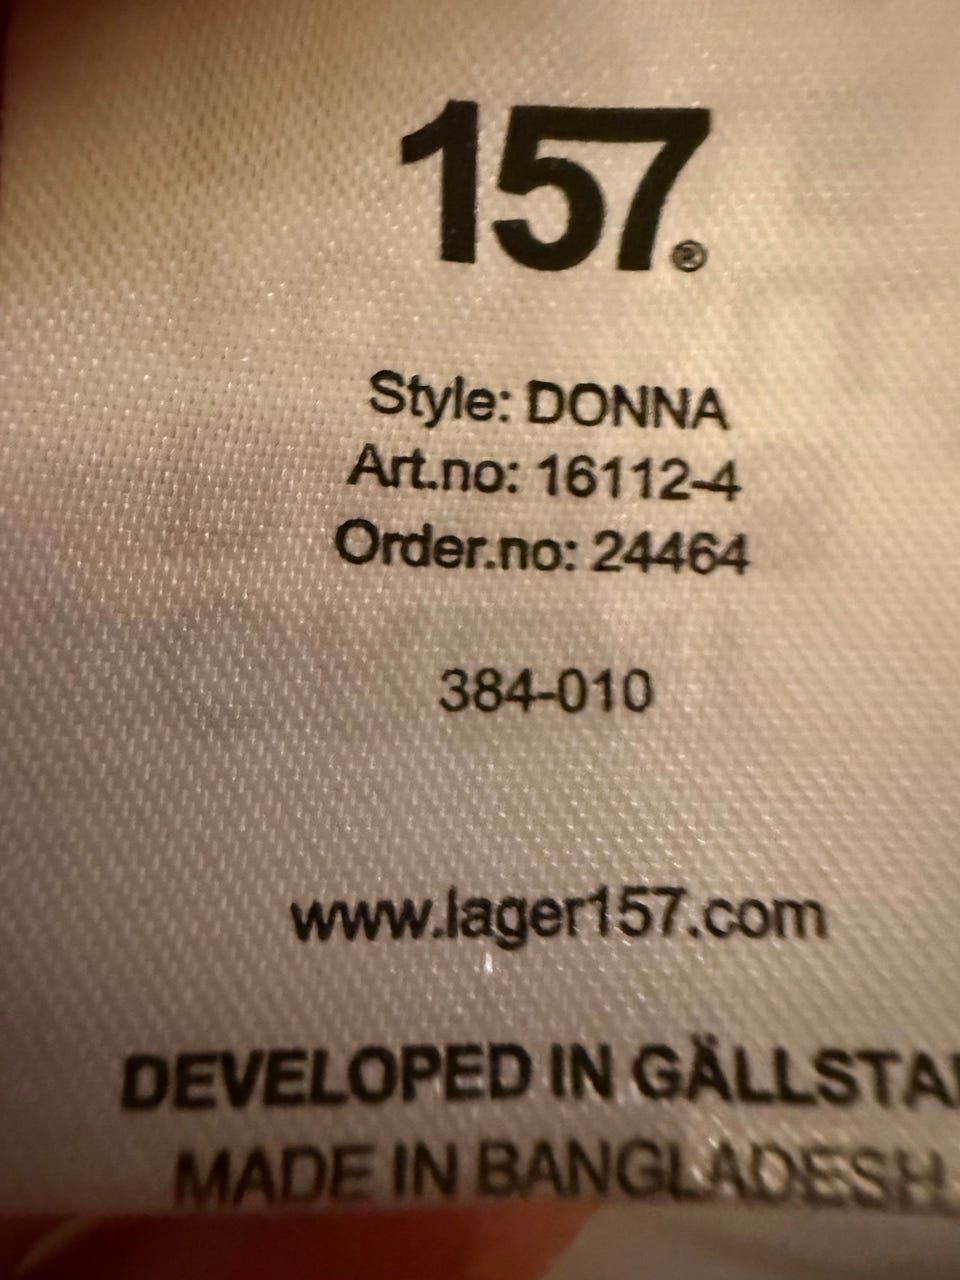 157®
Style: DONNA
Art.no: 16112-4
Order.no: 24464
384-010
www.lager157.com
DEVELOPED IN
MADE IN BANGLADESH